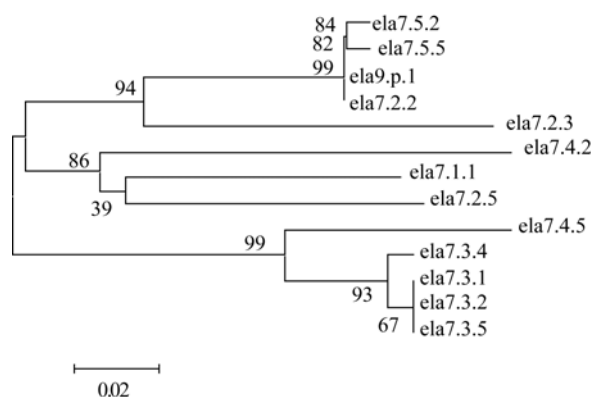 84 ela7.5.2
82 ela7.5.5
99 ela9.p.1
94 ela7.2.2
ela7.2.3
86 ela7.4.2
ela7.1.1
39 ela7.2.5
ela7.4.5
99
ela7.3.4
93 ela7.3.1
ela7.3.2
67 ela7.3.5
0.02